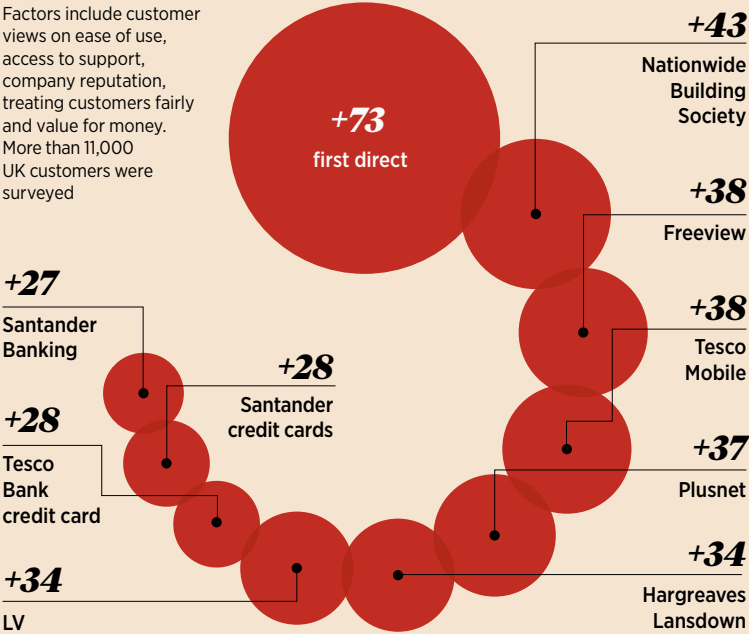 Factors include customer
views on ease of use,
access to support,
company reputation,
treating customers fairly
and value for money.
More than 11,000
UK customers were
surveyed
+73
first direct
+43
Nationwide
Building
Society
+38
Freeview
+38
Tesco
Mobile
+37
Plusnet
+34
Hargreaves
Lansdown
+34
LV
+28
Tesco
Bank
credit card
+28
Santander
credit cards
+27
Santander
Banking